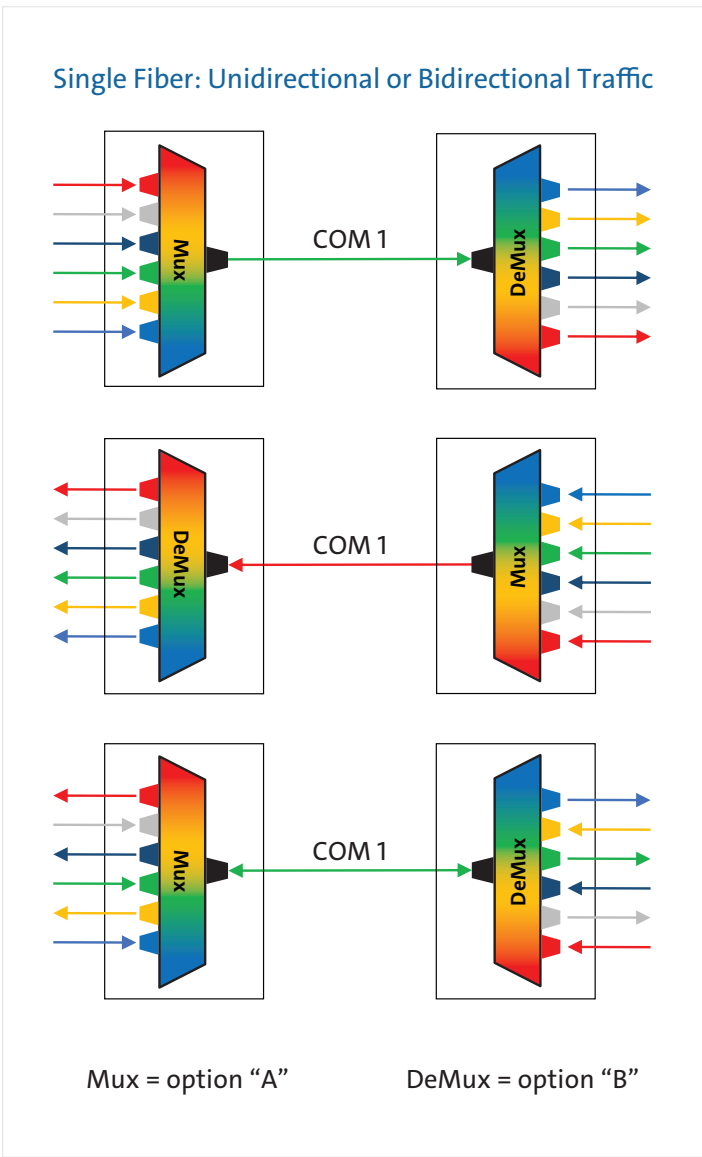 Single Fiber: Unidirectional or Bidirectional Traffic
Mux
COM 1
DeMux
DeMux
COM 1
Mux
Mux
COM 1
DeMux
Mux = option “A”
DeMux = option “B”